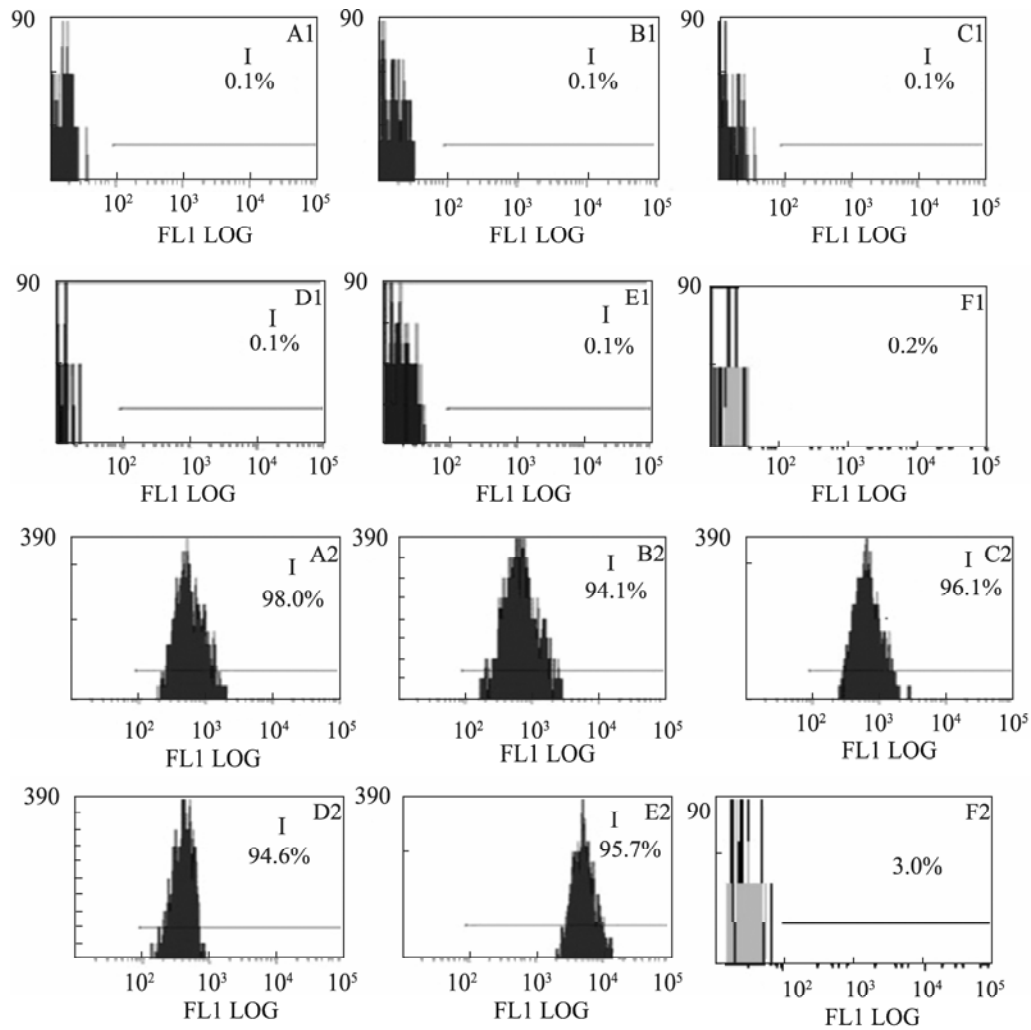 90 A1 90 B1 90 C1
I I I
0.1% 0.1% 0.1%
10² 10³ 10⁴ 10⁵ 10² 10³ 10⁴ 10⁵ 10² 10³ 10⁴ 10⁵
FL1 LOG FL1 LOG FL1 LOG
90 D1 90 E1 90 F1
I I
0.1% 0.1% 0.2%
10² 10³ 10⁴ 10⁵ 10² 10³ 10⁴ 10⁵ 10² 10³ 10⁴ 10⁵
FL1 LOG FL1 LOG FL1 LOG
390 A2 390 B2 390 C2
I I I
98.0% 94.1% 96.1%
10² 10³ 10⁴ 10⁵ 10² 10³ 10⁴ 10⁵ 10² 10³ 10⁴ 10⁵
FL1 LOG FL1 LOG FL1 LOG
390 D2 390 E2 90 F2
I I
94.6% 95.7% 3.0%
10² 10³ 10⁴ 10⁵ 10² 10³ 10⁴ 10⁵ 10² 10³ 10⁴ 10⁵
FL1 LOG FL1 LOG FL1 LOG